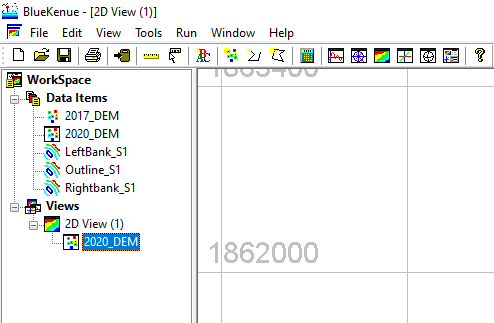 BlueKenue - [2D View (1)]
File Edit View Tools Run Window Help
WorkSpace
Data Items
2017_DEM
2020_DEM
LeftBank_S1
Outline_S1
Rightbank_S1
Views
2D View (1)
2020_DEM
1863400
1862000